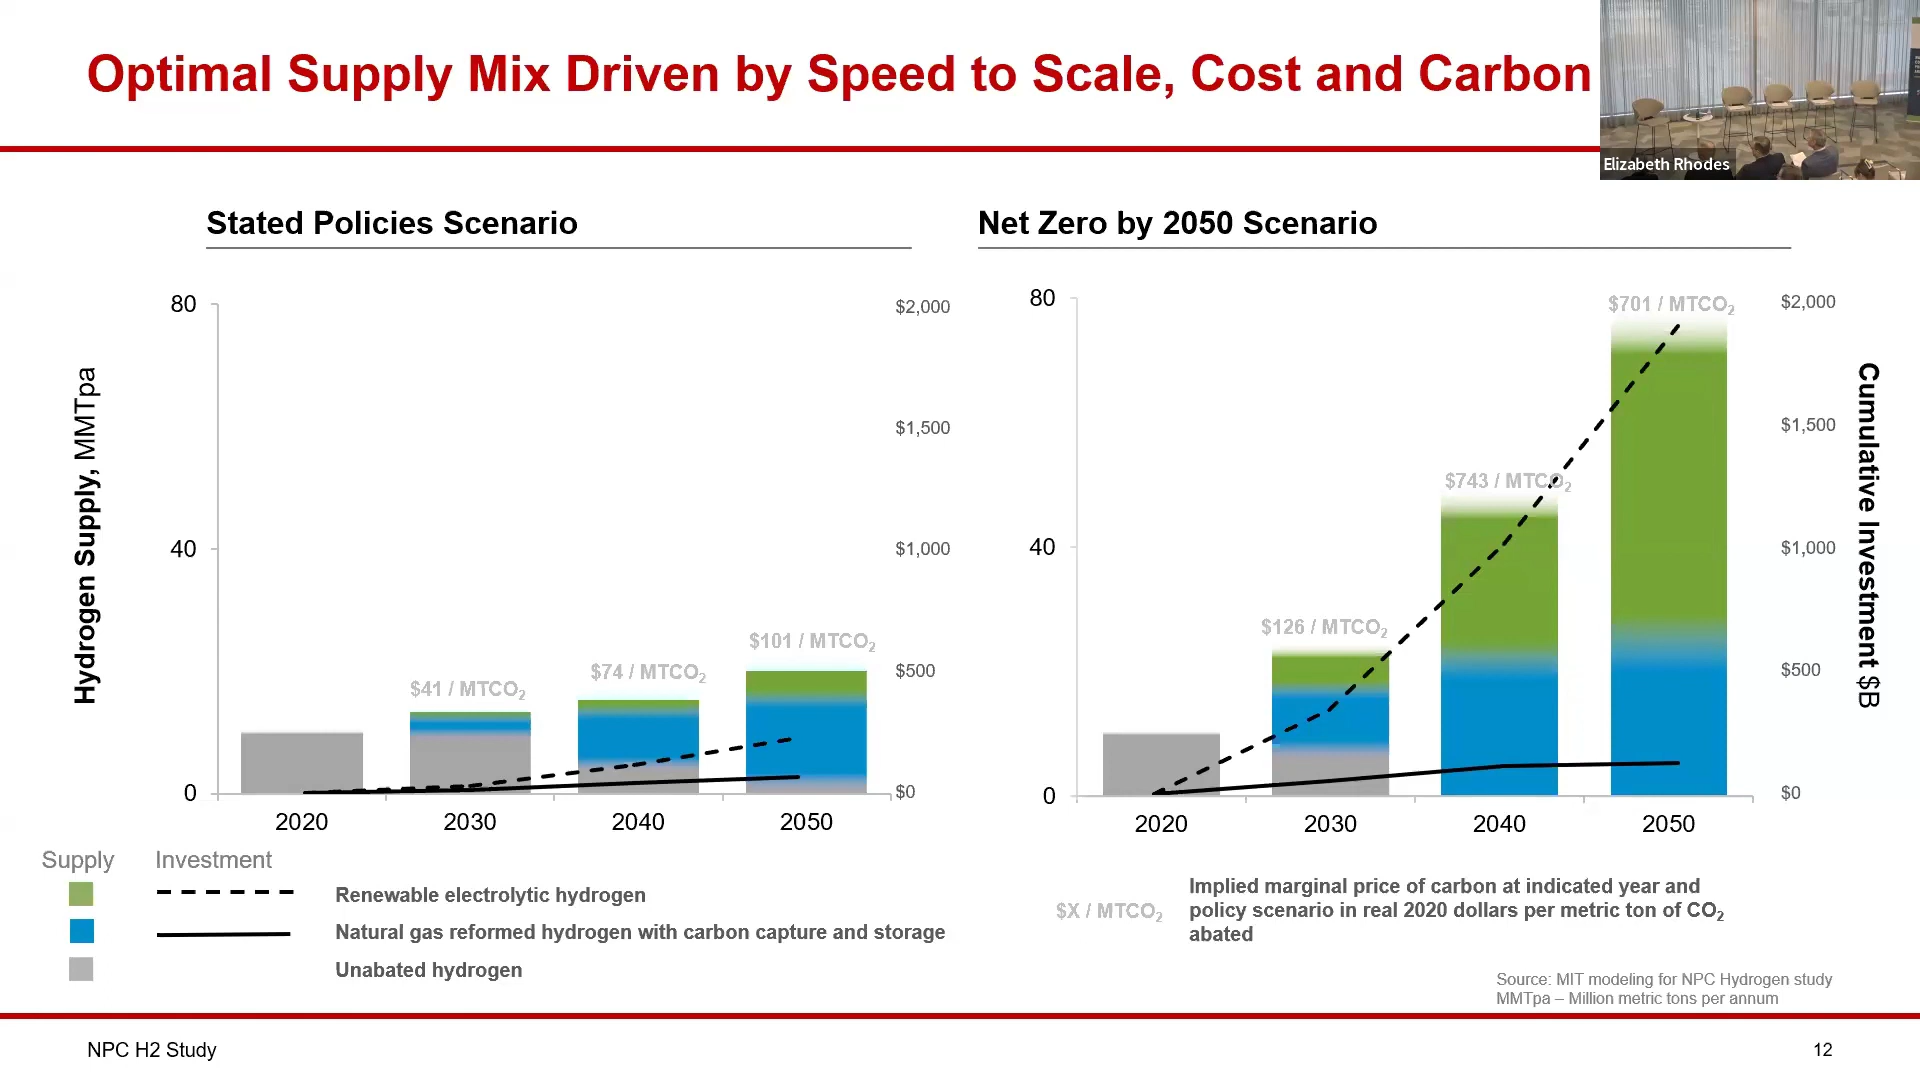 Optimal Supply Mix Driven by Speed to Scale, Cost and Carbon
Elizabeth Rhodes
Stated Policies Scenario
Net Zero by 2050 Scenario
Hydrogen Supply, MMTpa
80
40
0
$2,000
$1,500
$1,000
$500
$0
$41 / MTCO2
$74 / MTCO2
$101 / MTCO2
2020
2030
2040
2050
80
40
0
$126 / MTCO2
$743 / MTCO2
$701 / MTCO2
$2,000
$1,500
$1,000
$500
$0
2020
2030
2040
2050
Cumulative Investment $B
Supply
Investment
Renewable electrolytic hydrogen
Natural gas reformed hydrogen with carbon capture and storage
Unabated hydrogen
$X / MTCO2
Implied marginal price of carbon at indicated year and
policy scenario in real 2020 dollars per metric ton of CO2
abated
Source: MIT modeling for NPC Hydrogen study
MMTpa – Million metric tons per annum
NPC H2 Study
12